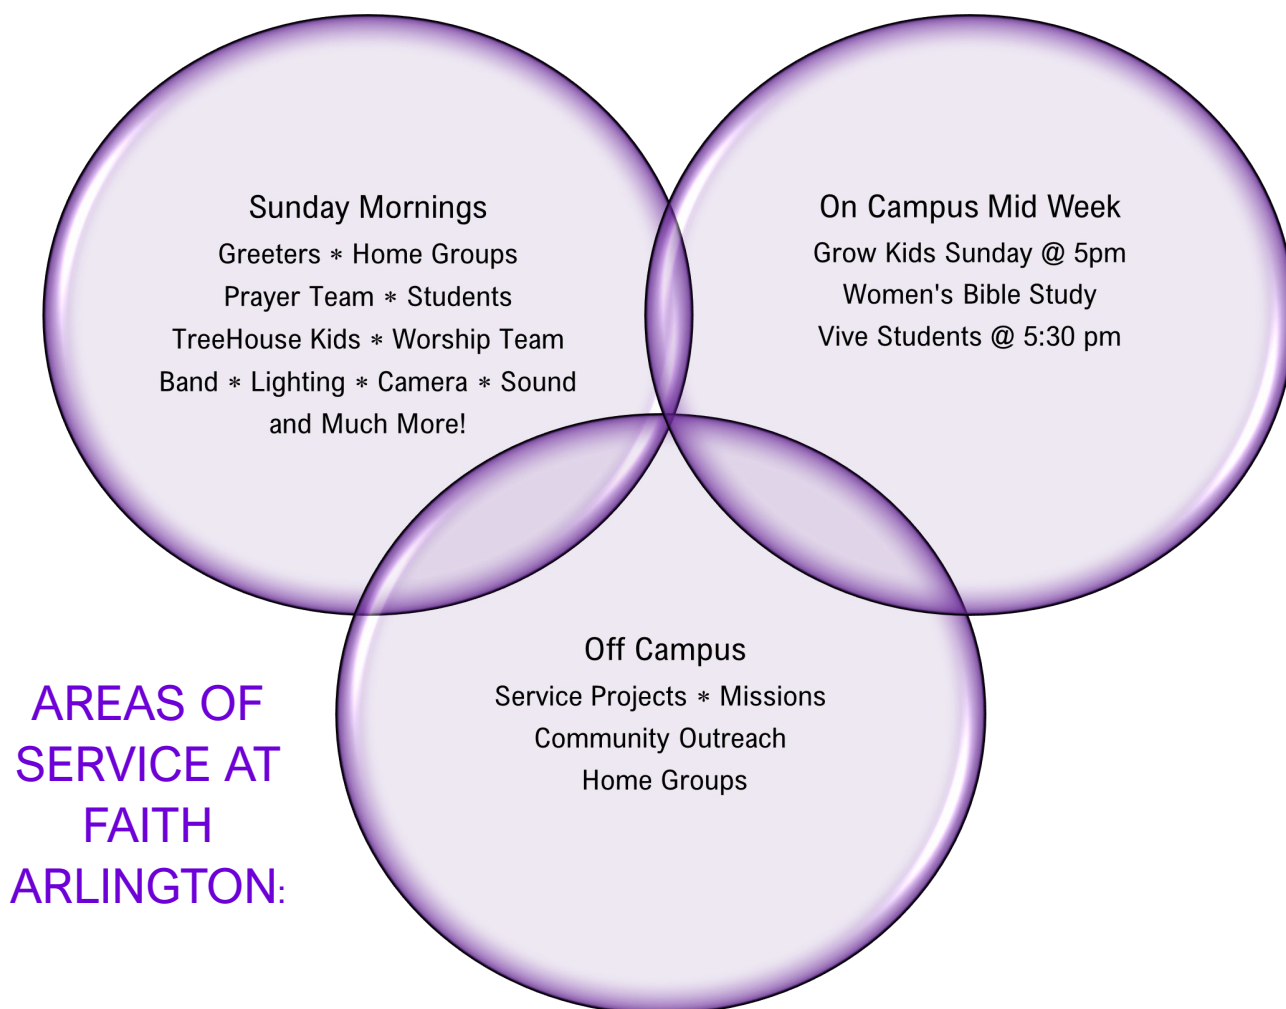 Sunday Mornings
Greeters * Home Groups
Prayer Team * Students
TreeHouse Kids * Worship Team
Band * Lighting * Camera * Sound
and Much More!
On Campus Mid Week
Grow Kids Sunday @ 5pm
Women's Bible Study
Vive Students @ 5:30 pm
Off Campus
Service Projects * Missions
Community Outreach
Home Groups
AREAS OF
SERVICE AT
FAITH
ARLINGTON: